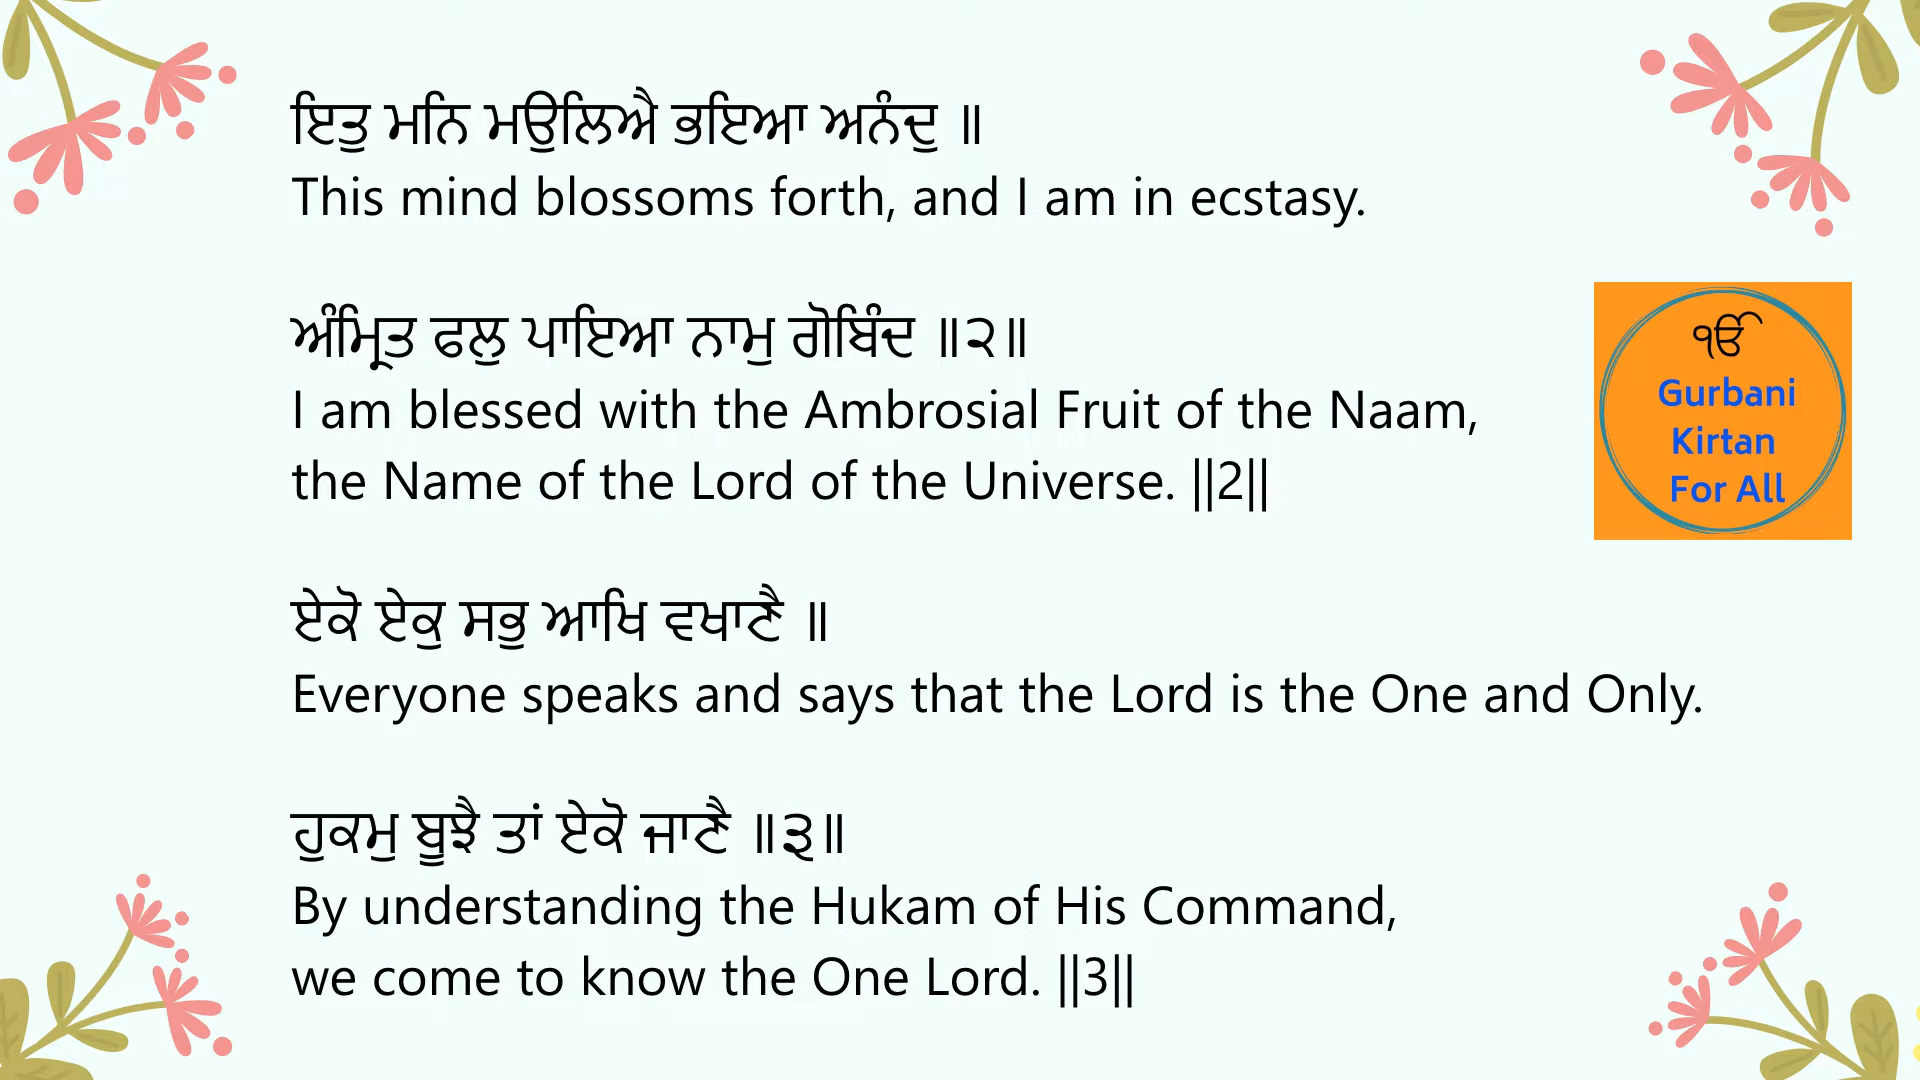 ਇਤੁ ਮਨਿ ਮਉਲਿਐ ਭਇਆ ਅਨੰਦੁ ॥
This mind blossoms forth, and I am in ecstasy.
ਅੰਮ੍ਰਿਤ ਫਲੁ ਪਾਇਆ ਨਾਮੁ ਗੋਬਿੰਦ ॥੨॥
I am blessed with the Ambrosial Fruit of the Naam,
the Name of the Lord of the Universe. ||2||
ੴ
Gurbani
Kirtan
For All
ਏਕੋ ਏਕੁ ਸਭੁ ਆਖਿ ਵਖਾਣੈ ॥
Everyone speaks and says that the Lord is the One and Only.
ਹੁਕਮੁ ਬੂਝੈ ਤਾਂ ਏਕੋ ਜਾਣੈ ॥੩॥
By understanding the Hukam of His Command,
we come to know the One Lord. ||3||